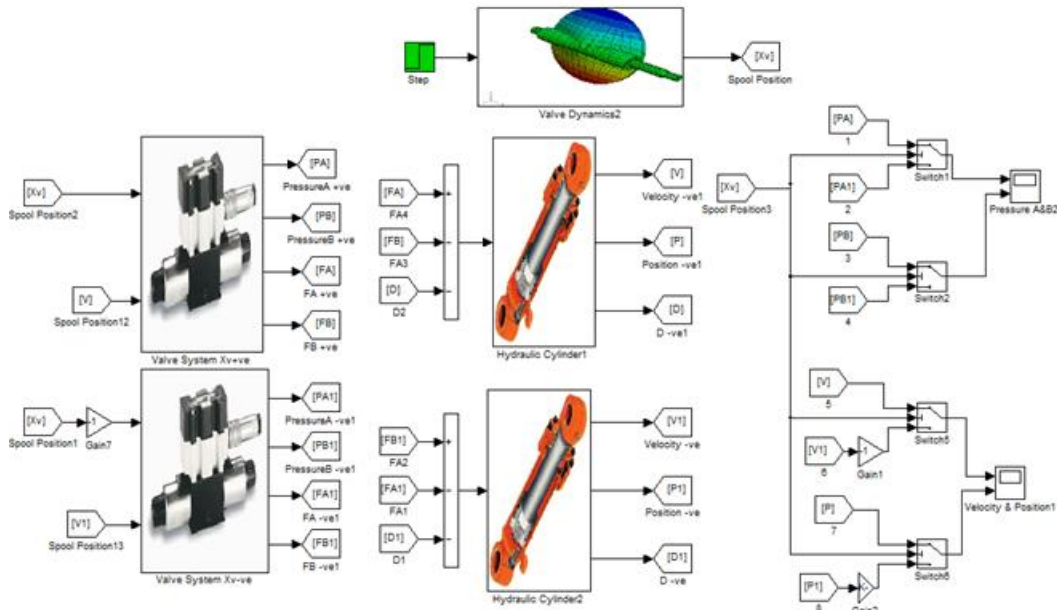 Step
Valve Dynamics2
[Xv]
Spool Position
[Xv]
Spool Position2
[V]
Spool Position12
Valve System Xv+ve
[PA]
PressureA +ve
[PB]
PressureB +ve
[FA]
FA +ve
[FB]
FB +ve
[FA]
FA4
[FB]
FA3
[D]
D2
+
−
−
Hydraulic Cylinder1
[V]
Velocity -ve1
[P]
Position -ve1
[D]
D -ve1
[Xv]
Spool Position3
[PA]
1
[PA1]
2
Switch1
[PB]
3
[PB1]
4
Switch2
Pressure A&B2
[Xv]
Spool Position1
-1
Gain7
[V1]
Spool Position13
Valve System Xv-ve
[PA1]
PressureA -ve1
[PB1]
PressureB -ve1
[FA1]
FA -ve1
[FB1]
FB -ve1
[FB1]
FA2
[FA1]
FA1
[D1]
D1
+
−
−
Hydraulic Cylinder2
[V1]
Velocity -ve
[P1]
Position -ve
[D1]
D -ve
[V]
5
[V1]
6
-1
Gain1
Switch5
[P]
7
[P1]
Switch6
Velocity & Position1